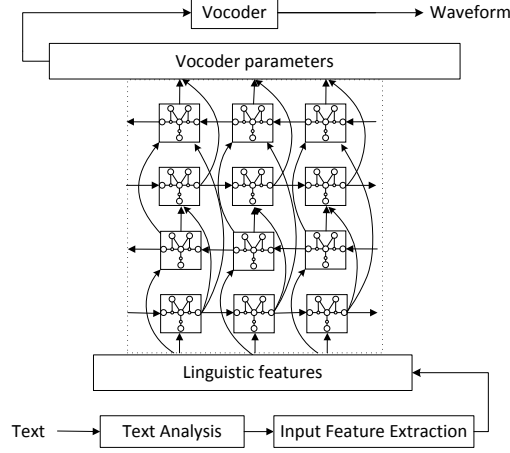 Vocoder
Waveform
Vocoder parameters
Linguistic features
Text
Text Analysis
Input Feature Extraction